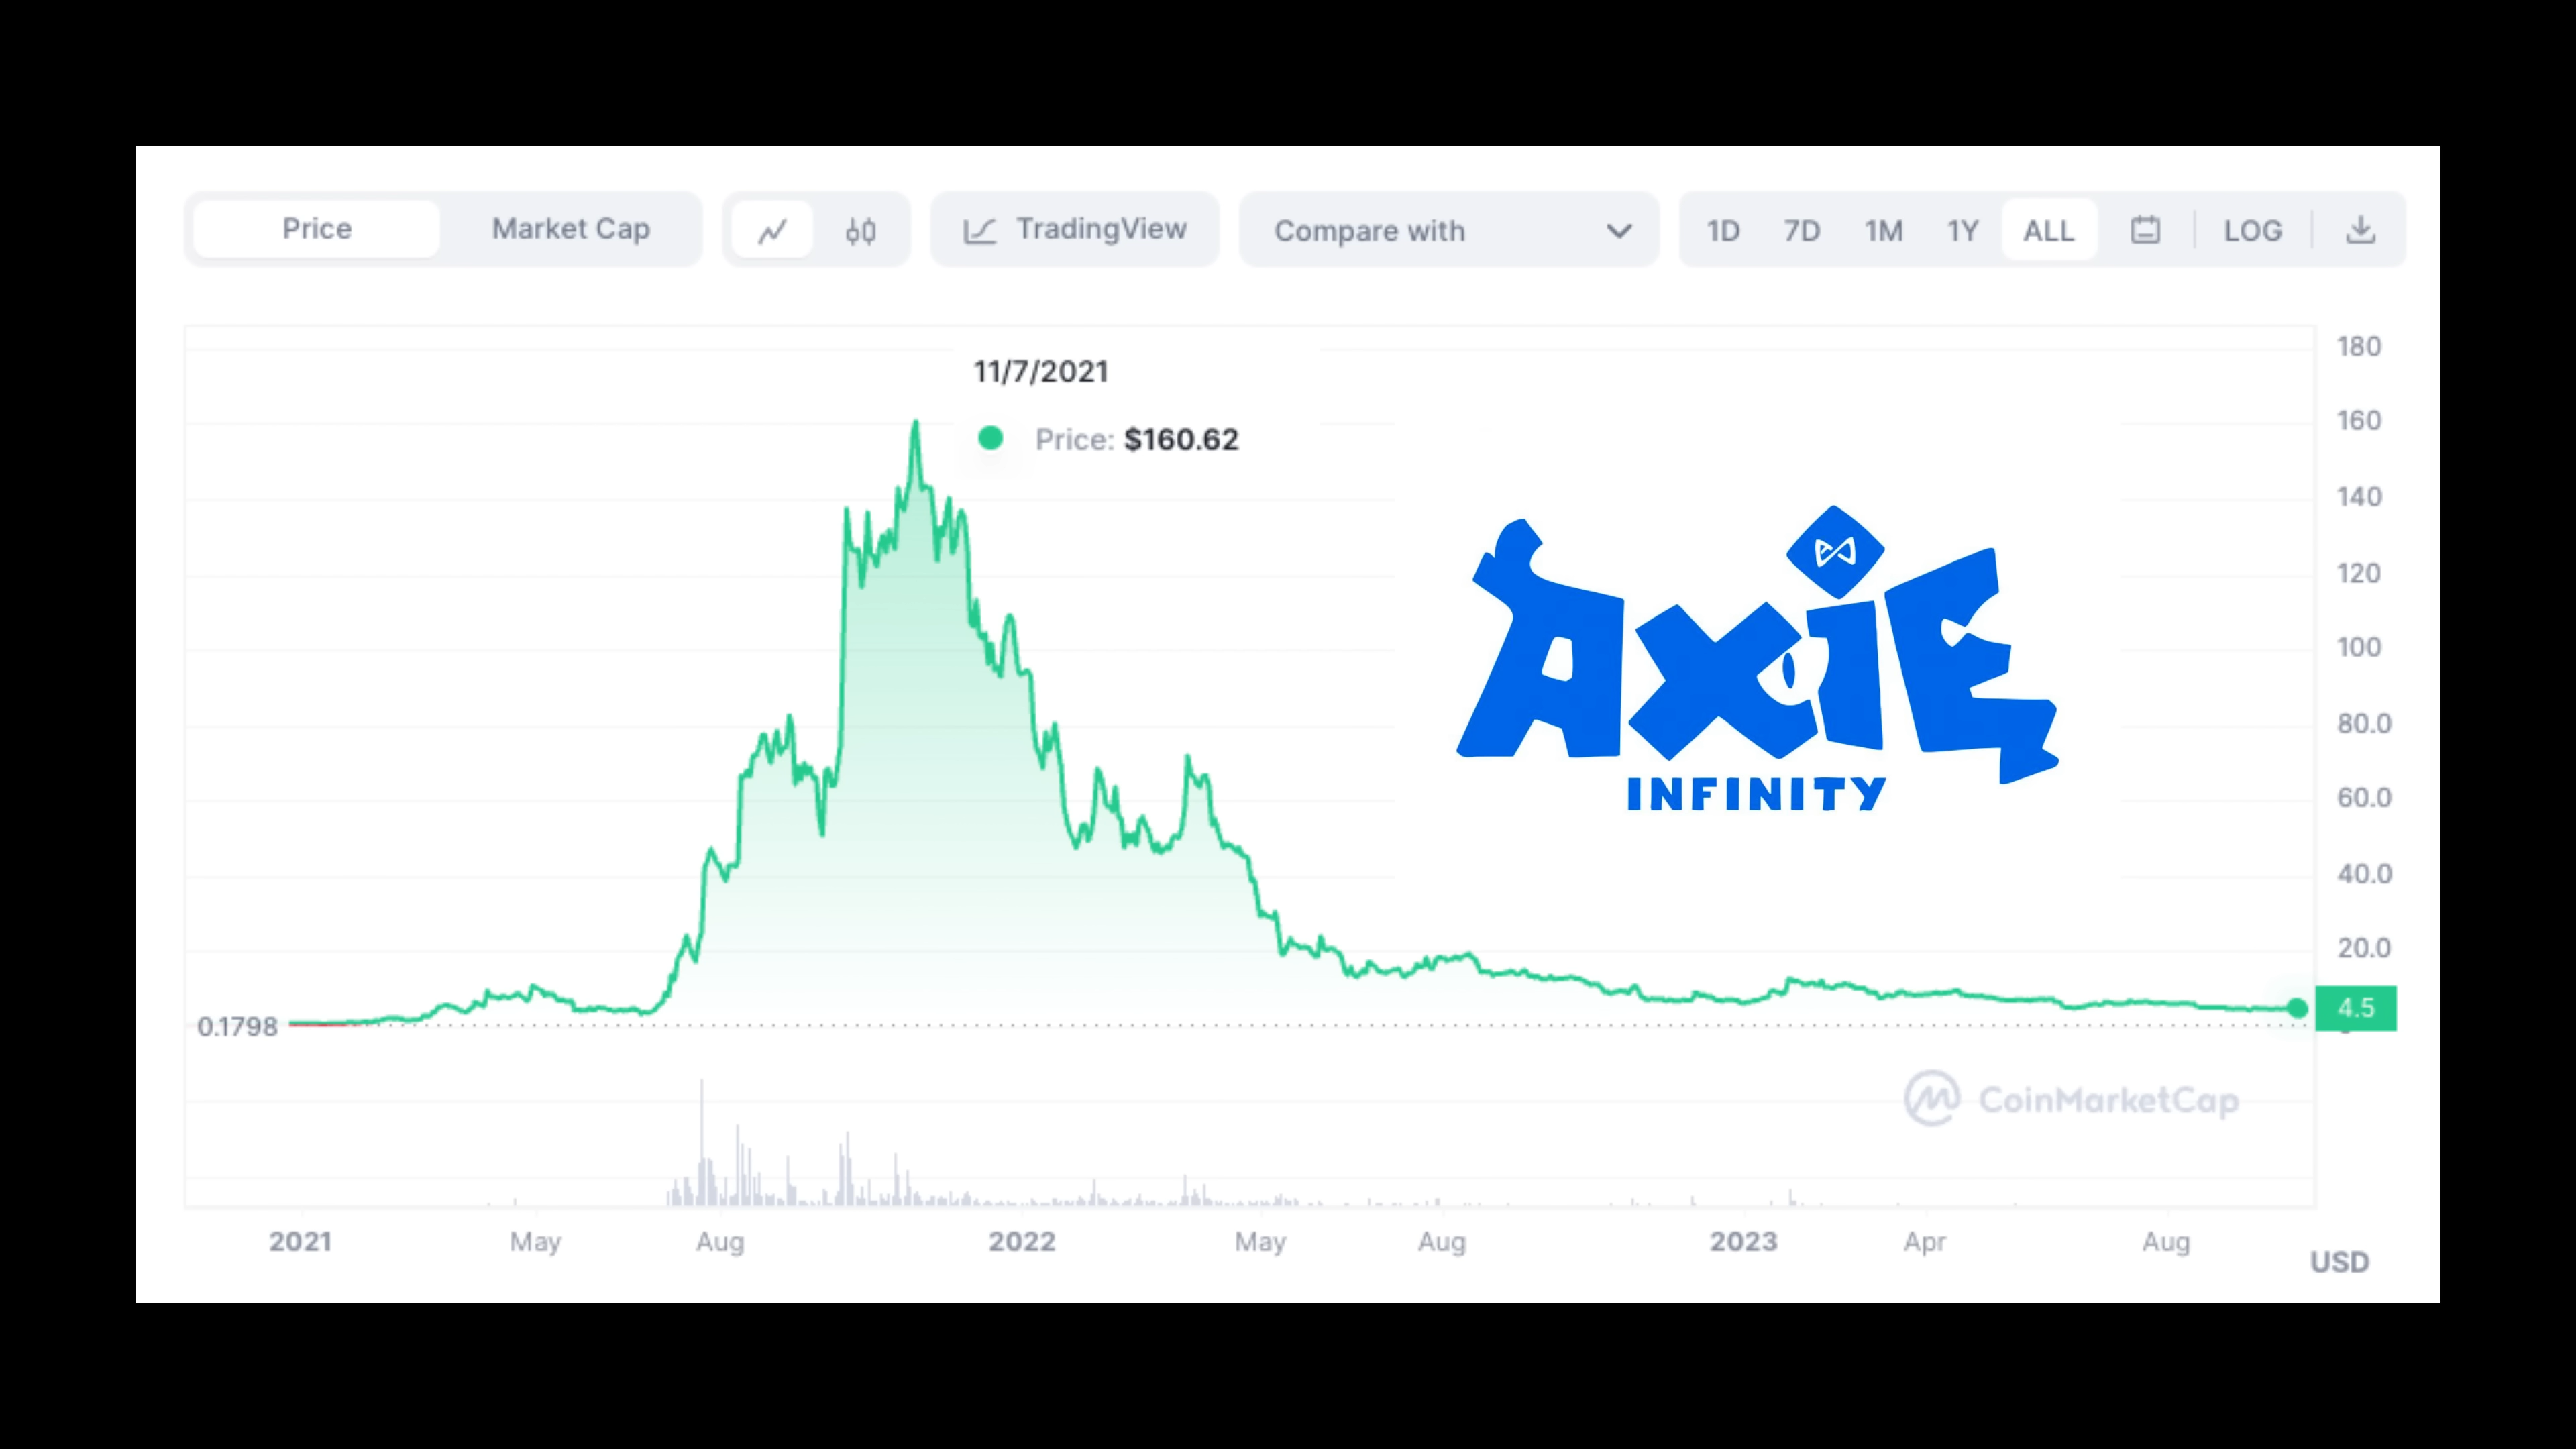 Price Market Cap TradingView Compare with 1D 7D 1M 1Y ALL LOG
180
11/7/2021
160
Price: $160.62
140
120
AXIE
100
80.0
INFINITY
60.0
40.0
20.0
4.5
0.1798
CoinMarketCap
2021 May Aug 2022 May Aug 2023 Apr Aug
USD